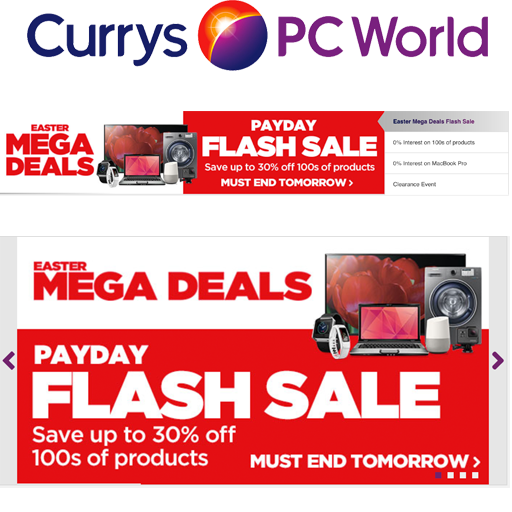 Currys PC World
EASTER
MEGA
DEALS
PAYDAY
FLASH SALE
Save up to 30% off 100s of products
MUST END TOMORROW >
Easter Mega Deals Flash Sale
0% Interest on 100s of products
0% Interest on MacBook Pro
Clearance Event
EASTER
MEGA DEALS
PAYDAY
FLASH SALE
Save up to 30% off
100s of products
MUST END TOMORROW >